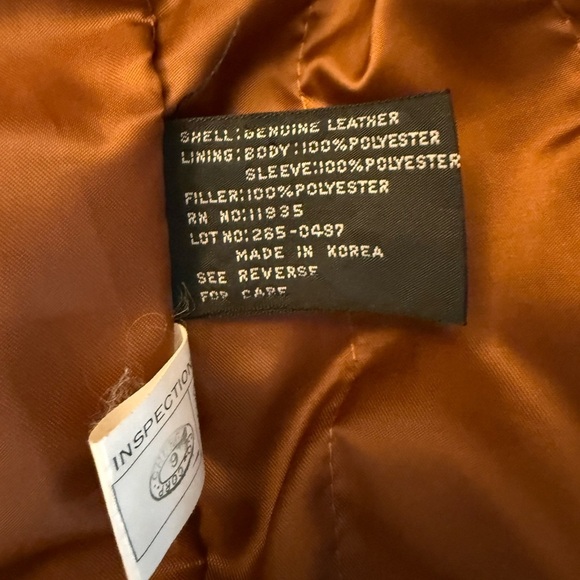 SHELL:GENUINE LEATHER
LINING:BODY:100%POLYESTER
SLEEVE:100%POLYESTER
FILLER:100%POLYESTER
RN NO:11935
LOT NO:265-0497
MADE IN KOREA
SEE REVERSE
FOR CARE
INSPECTION
CORP